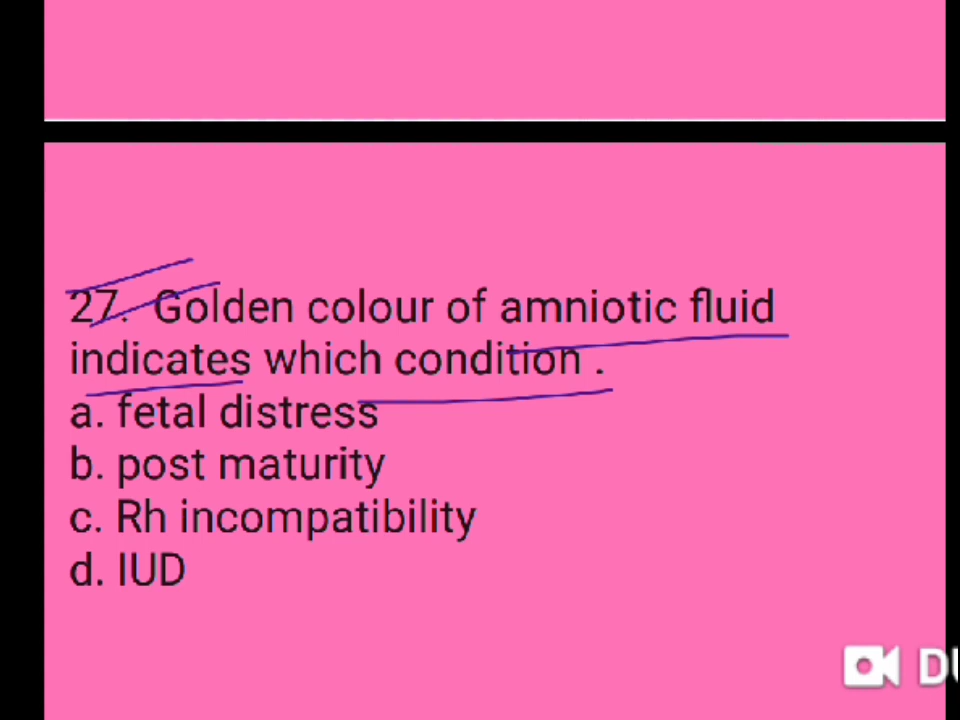 27. Golden colour of amniotic fluid
indicates which condition .
a. fetal distress
b. post maturity
c. Rh incompatibility
d. IUD